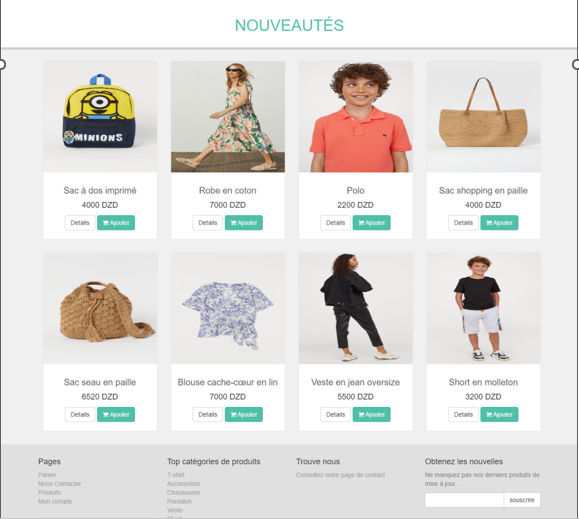 NOUVEAUTÉS
MINIONS
Sac à dos imprimé
4000 DZD
Details Ajouter
Robe en coton
7000 DZD
Details Ajouter
Polo
2200 DZD
Details Ajouter
Sac shopping en paille
4000 DZD
Details Ajouter
Sac seau en paille
6520 DZD
Details Ajouter
Blouse cache-cœur en lin
7000 DZD
Details Ajouter
Veste en jean oversize
5500 DZD
Details Ajouter
Short en molleton
3200 DZD
Details Ajouter
Pages
Panier
Nous Contacter
Produits
Mon compte
Top catégories de produits
T-shirt
Accessoires
Chaussures
Pontalon
Veste
Trouve nous
Consultez notre page de contact
Obtenez les nouvelles
Ne manquez pas nos derniers produits de
mise à jour..
souscrire